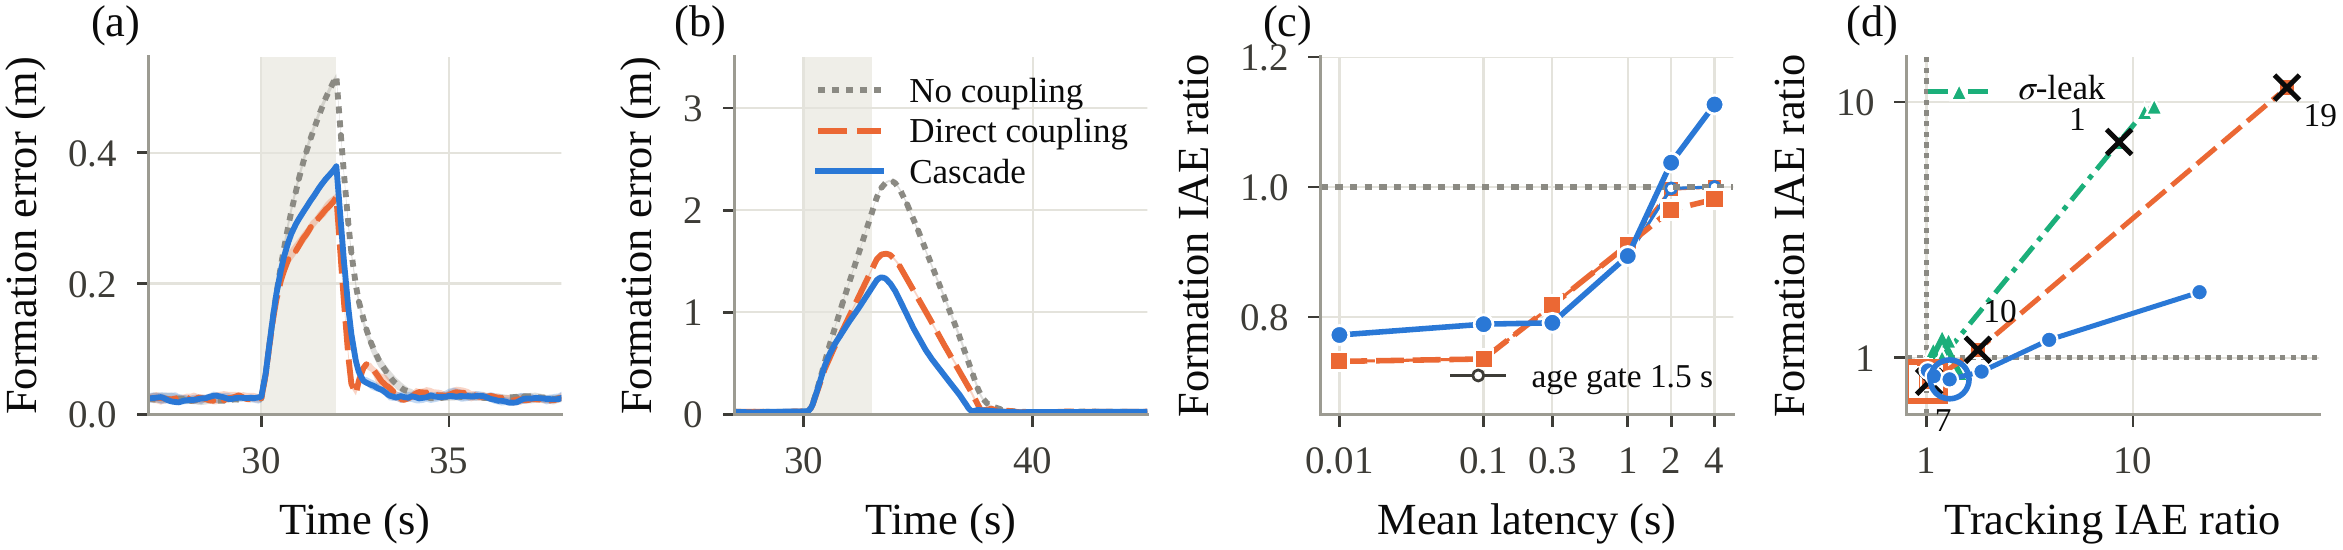 (a)
Formation error (m)
0.4
0.2
0.0
30
35
Time (s)
(b)
Formation error (m)
3
2
1
0
No coupling
Direct coupling
Cascade
30
40
Time (s)
(c)
Formation IAE ratio
1.2
1.0
0.8
age gate 1.5 s
0.01
0.1
0.3
1
2
4
Mean latency (s)
(d)
Formation IAE ratio
10
1
σ-leak
1
19
10
7
1
10
Tracking IAE ratio